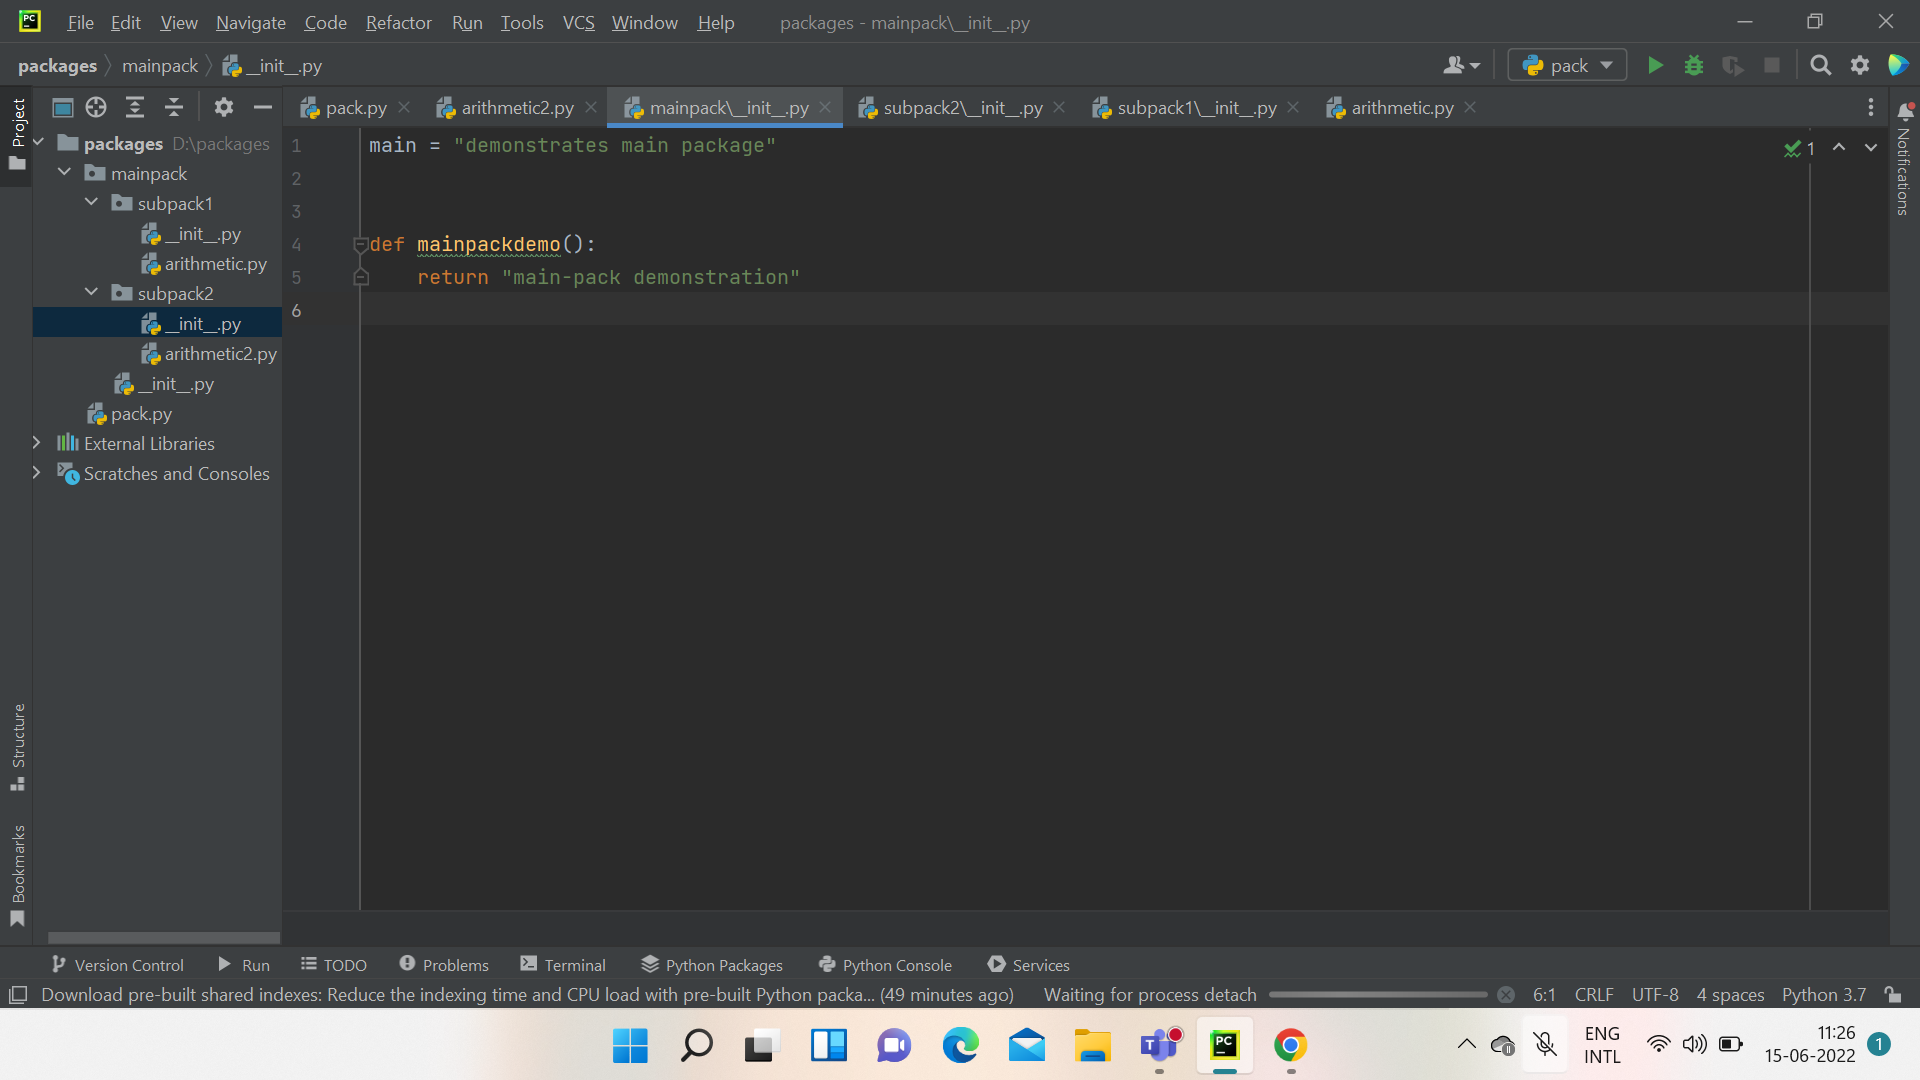 PC File Edit View Navigate Code Refactor Run Tools VCS Window Help packages - mainpack\__init__.py
packages mainpack __init__.py pack
pack.py arithmetic2.py mainpack\__init__.py subpack2\__init__.py subpack1\__init__.py arithmetic.py
Project
packages D:\packages
mainpack
subpack1
__init__.py
arithmetic.py
subpack2
__init__.py
arithmetic2.py
__init__.py
pack.py
External Libraries
Scratches and Consoles
1 main = "demonstrates main package" 1
2
3
4 def mainpackdemo():
5 return "main-pack demonstration"
6
Notifications
Structure
Bookmarks
Version Control Run TODO Problems Terminal Python Packages Python Console Services
Download pre-built shared indexes: Reduce the indexing time and CPU load with pre-built Python packa... (49 minutes ago) Waiting for process detach 6:1 CRLF UTF-8 4 spaces Python 3.7
T PC ENG 11:26
INTL 15-06-2022 1